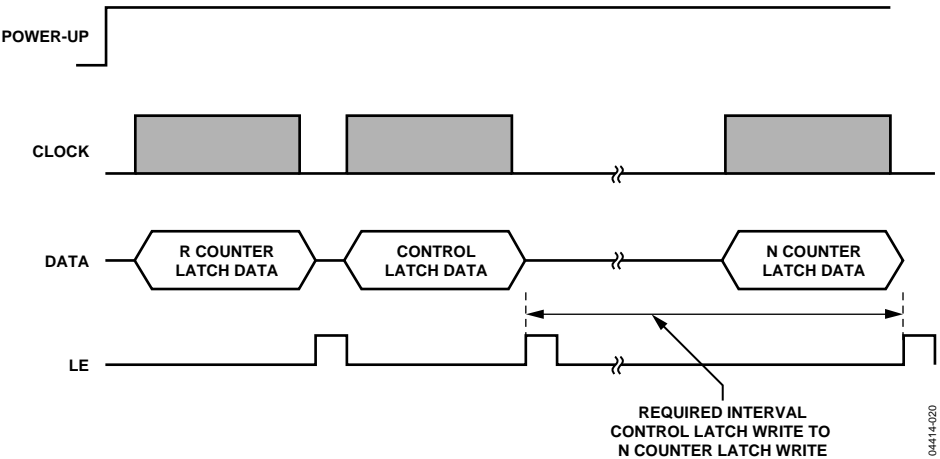 POWER-UP
CLOCK
DATA
R COUNTER
LATCH DATA
CONTROL
LATCH DATA
N COUNTER
LATCH DATA
LE
REQUIRED INTERVAL
CONTROL LATCH WRITE TO
N COUNTER LATCH WRITE
04414-020